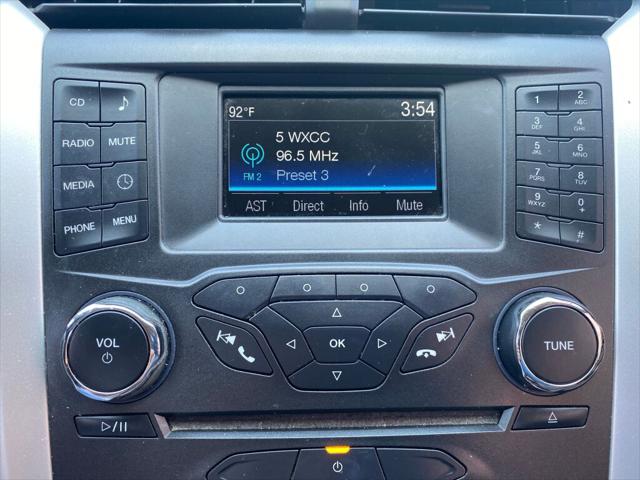 92°F 3:54
5 WXCC
96.5 MHz
FM 2 Preset 3
AST Direct Info Mute
CD
RADIO MUTE
MEDIA
PHONE MENU
1 2 ABC
3 DEF 4 GHI
5 JKL 6 MNO
7 PQRS 8 TUV
9 WXYZ 0 +
* #
VOL
OK
TUNE